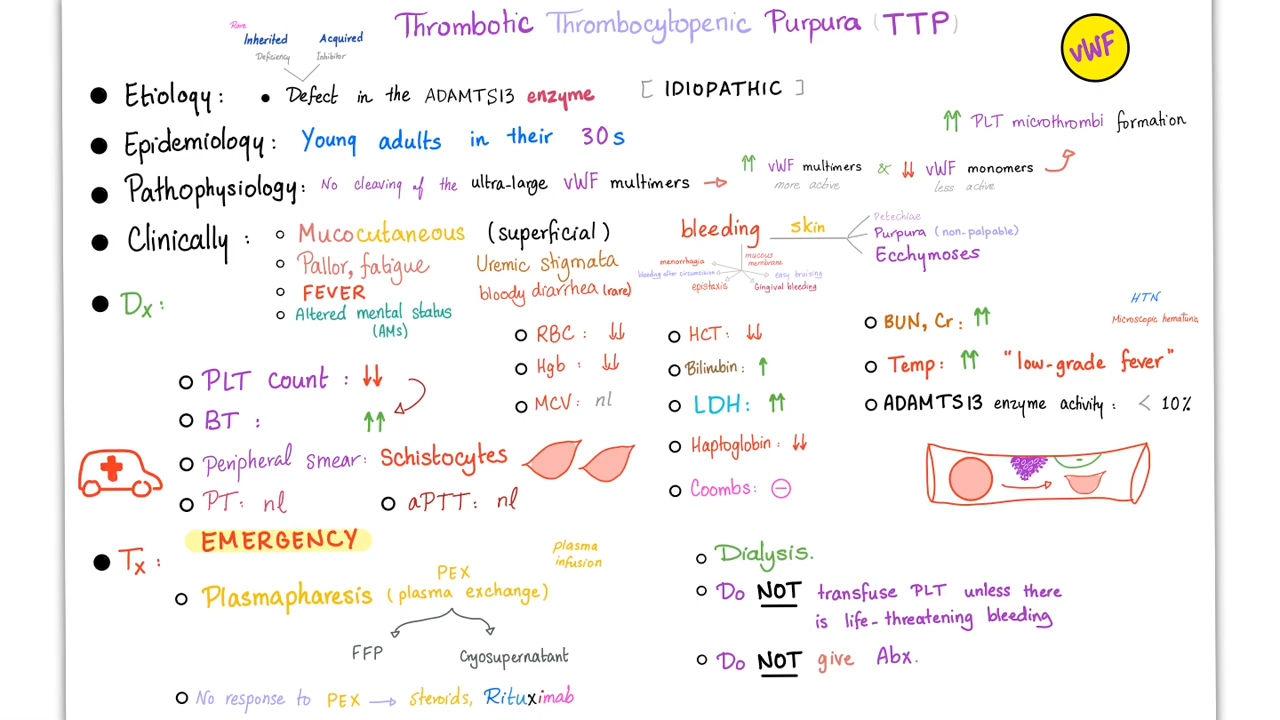 Thrombotic Thrombocytopenic Purpura (TTP)
vWF
Rare
Inherited Acquired
Deficiency Inhibitor
Etiology: Defect in the ADAMTS13 enzyme [IDIOPATHIC]
Epidemiology: Young adults in their 30s
↑↑ PLT microthrombi formation
Pathophysiology: No cleaving of the ultra-large vWF multimers → ↑↑ vWF multimers & ↓↓ vWF monomers
more active less active
Clinically: Mucocutaneous (superficial) bleeding skin
Petechiae
Purpura (non-palpable)
Ecchymoses
mucous membrane
menorrhagia
bleeding after circumcision
epistaxis
easy bruising
Gingival bleeding
Pallor, fatigue Uremic stigmata
FEVER bloody diarrhea (rare)
Altered mental status
(AMs)
Dx:
PLT count: ↓↓
BT: ↑↑
Peripheral smear: Schistocytes
PT: nl aPTT: nl
RBC: ↓↓
Hgb: ↓↓
MCV: nl
HCT: ↓↓
Bilirubin: ↑
LDH: ↑↑
Haptoglobin: ↓↓
Coombs: ⊖
HTN
Microscopic hematuria
BUN, Cr: ↑↑
Temp: ↑↑ "low-grade fever"
ADAMTS13 enzyme activity: < 10%
Tx: EMERGENCY
plasma
infusion
PEX
Plasmapharesis (plasma exchange)
FFP Cryosupernatant
No response to PEX → steroids, Rituximab
Dialysis.
Do NOT transfuse PLT unless there
is life-threatening bleeding
Do NOT give Abx.